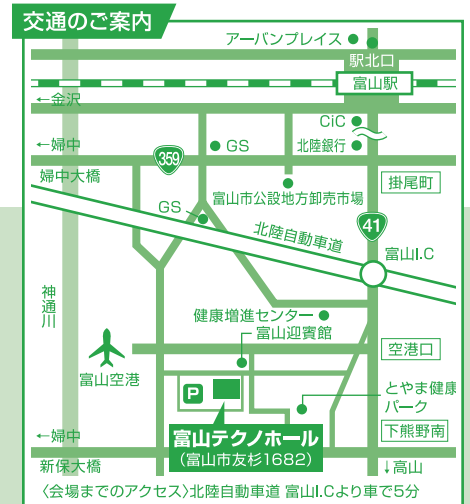 交通のご案内
アーバンプレイス
駅北口
富山駅
←金沢
CiC
←婦中
GS
北陸銀行
359
婦中大橋
掛尾町
富山市公設地方卸売市場
GS
北陸自動車道
41
富山I.C
神通川
健康増進センター
富山迎賓館
空港口
富山空港
P
とやま健康
パーク
富山テクノホール
(富山市友杉1682)
下熊野南
←婦中
新保大橋
↓高山
〈会場までのアクセス〉北陸自動車道 富山I.Cより車で5分